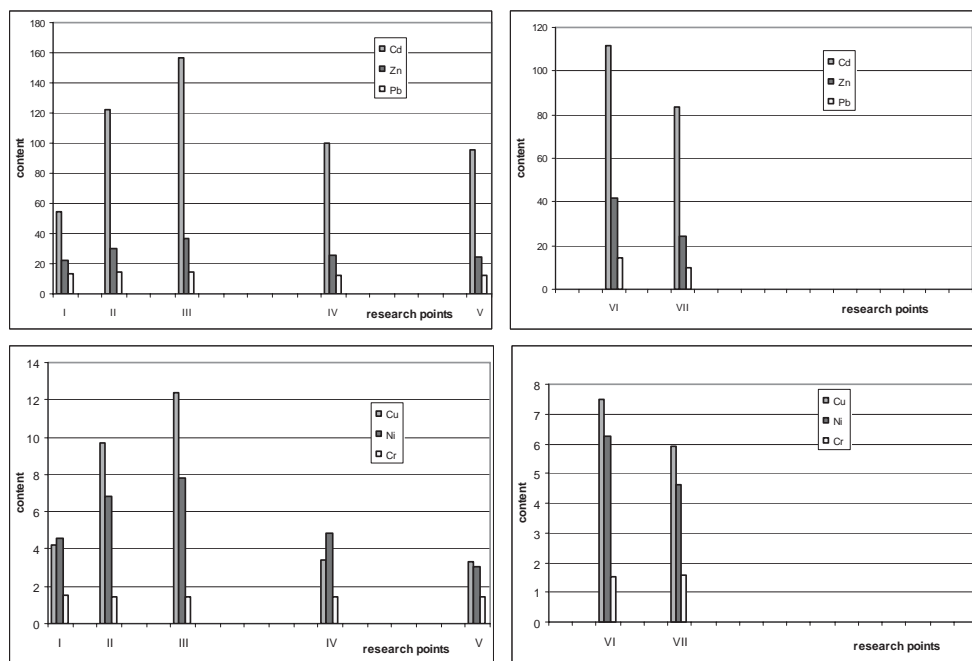 180
160
140
120
100
80
60
40
20
0
content
Cd
Zn
Pb
I II III IV V
research points
120
100
80
60
40
20
0
content
Cd
Zn
Pb
VI VII
research points
14
12
10
8
6
4
2
0
content
Cu
Ni
Cr
I II III IV V
research points
8
7
6
5
4
3
2
1
0
content
Cu
Ni
Cr
VI VII
research points